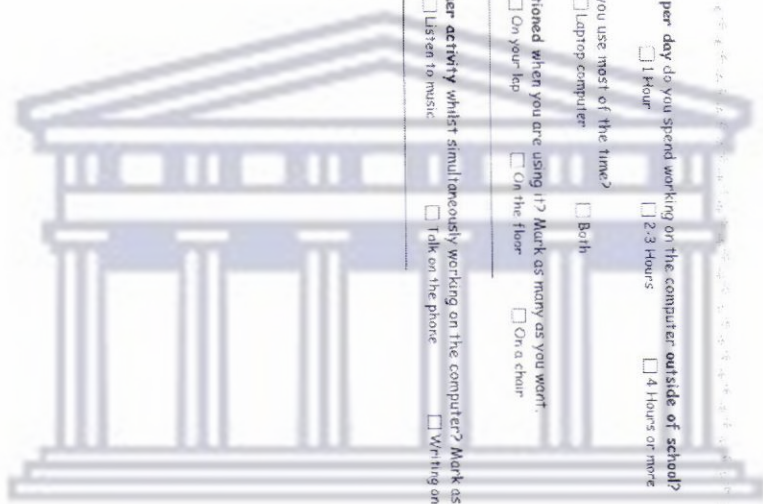 per day do you spend working on the computer outside of school?
1 Hour 2-3 Hours 4 Hours or more
you use most of the time?
Laptop computer Both
tioned when you are using it? Mark as many as you want.
On your lap On the floor On a chair
er activity whilst simultaneously working on the computer? Mark as
Listen to music Talk on the phone Writing on